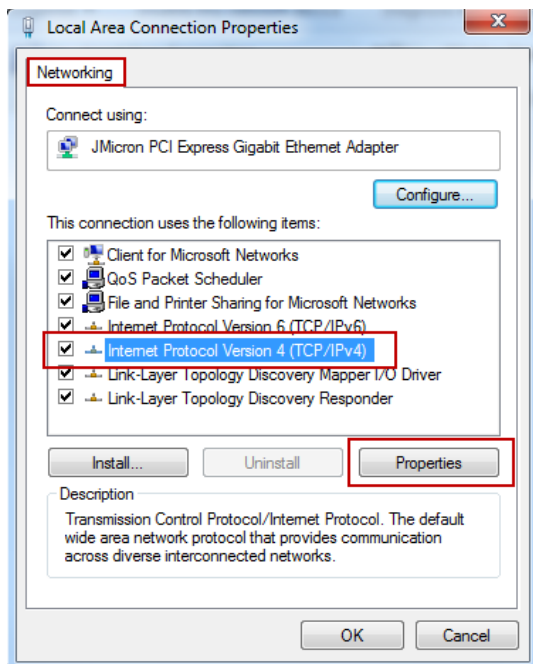 Local Area Connection Properties
Networking
Connect using:
JMicron PCI Express Gigabit Ethernet Adapter
Configure...
This connection uses the following items:
Client for Microsoft Networks
QoS Packet Scheduler
File and Printer Sharing for Microsoft Networks
Internet Protocol Version 6 (TCP/IPv6)
Internet Protocol Version 4 (TCP/IPv4)
Link-Layer Topology Discovery Mapper I/O Driver
Link-Layer Topology Discovery Responder
Install...
Uninstall
Properties
Description
Transmission Control Protocol/Internet Protocol. The default
wide area network protocol that provides communication
across diverse interconnected networks.
OK
Cancel